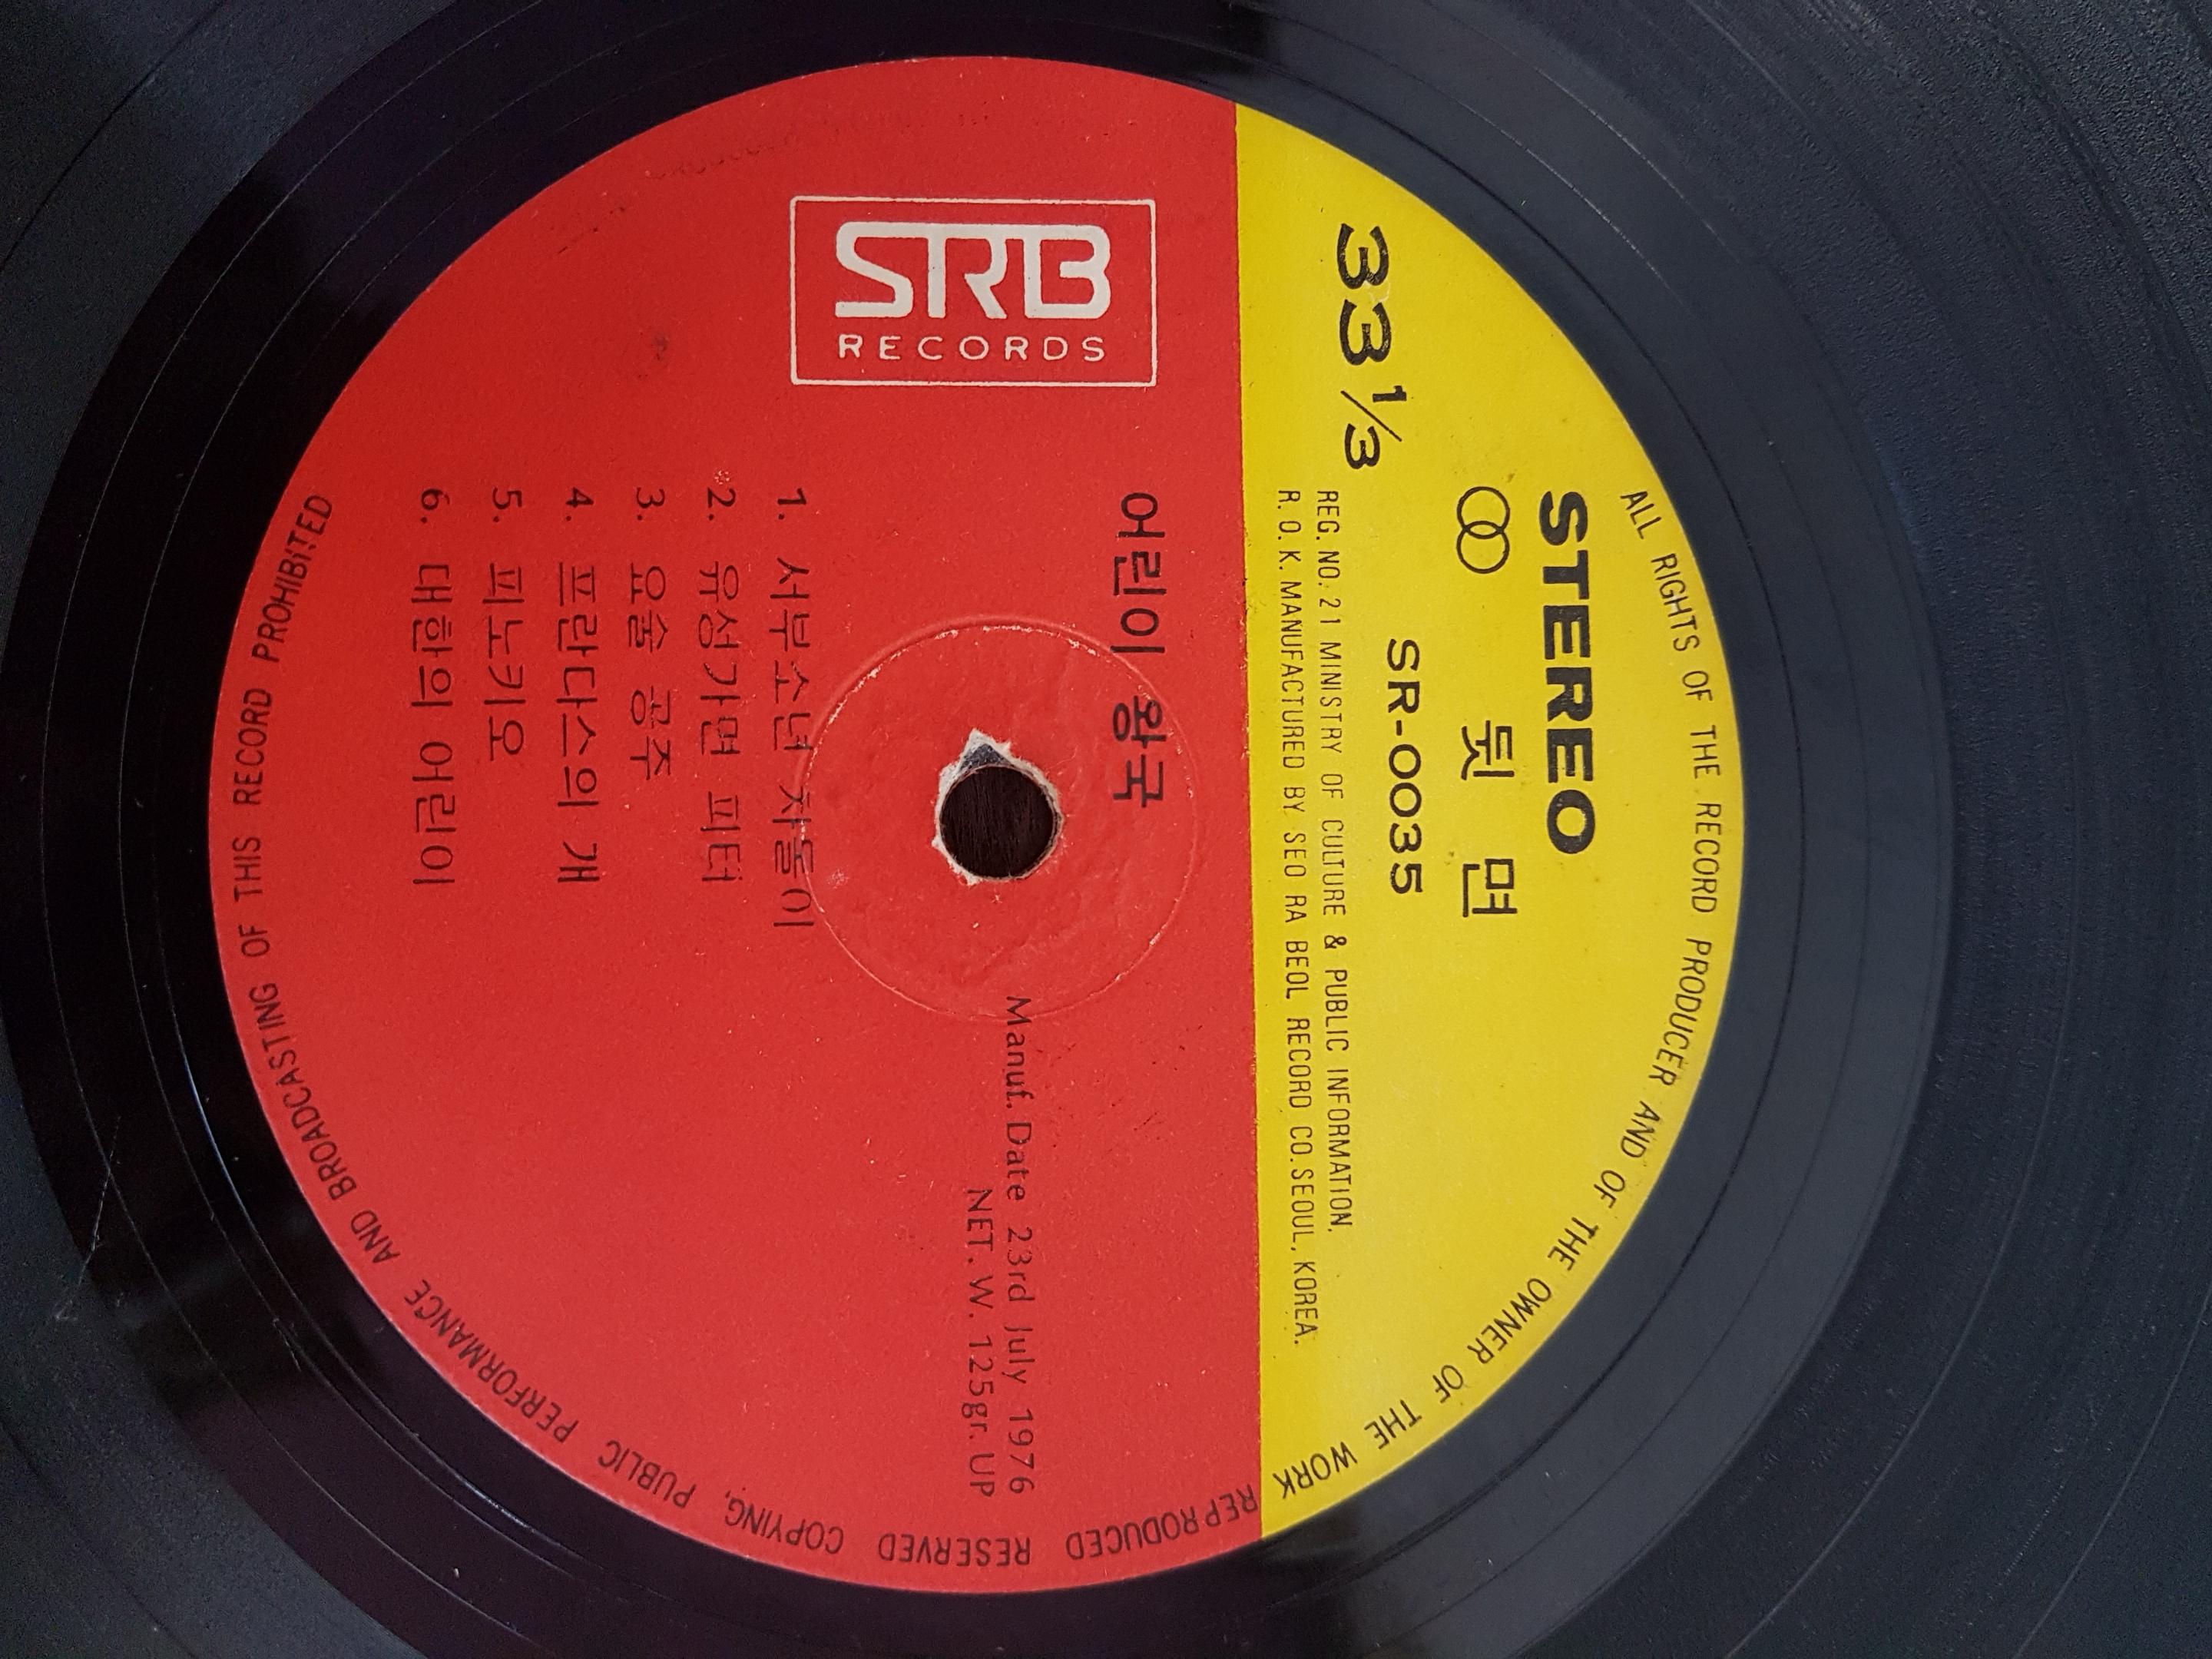 ALL RIGHTS OF THE RECORD PRODUCER AND OF THE OWNER OF THE WORK REPRODUCED RESERVED COPYING, PUBLIC PERFORMANCE AND BROADCASTING OF THIS RECORD PROHIBITED
STEREO
뒷 면
33 1/3
SR-0035
REG. NO. 21 MINISTRY OF CULTURE & PUBLIC INFORMATION,
R. O. K. MANUFACTURED BY SEO RA BEOL RECORD CO. SEOUL, KOREA.
SRB
RECORDS
어린이 왕국
Manuf. Date 23rd July 1976
NET. W. 125gr. UP
1. 서부소년 차돌이
2. 유성가면 피터
3. 요술 공주
4. 프란다스의 개
5. 피노키오
6. 대한의 어린이